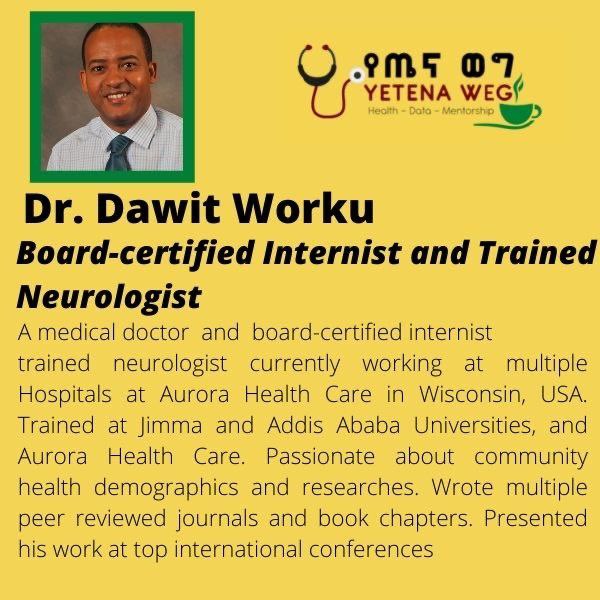 የጤና ወግ
YETENA WEG
Health - Data - Mentorship
Dr. Dawit Worku
Board-certified Internist and Trained
Neurologist
A medical doctor and board-certified internist
trained neurologist currently working at multiple
Hospitals at Aurora Health Care in Wisconsin, USA.
Trained at Jimma and Addis Ababa Universities, and
Aurora Health Care. Passionate about community
health demographics and researches. Wrote multiple
peer reviewed journals and book chapters. Presented
his work at top international conferences